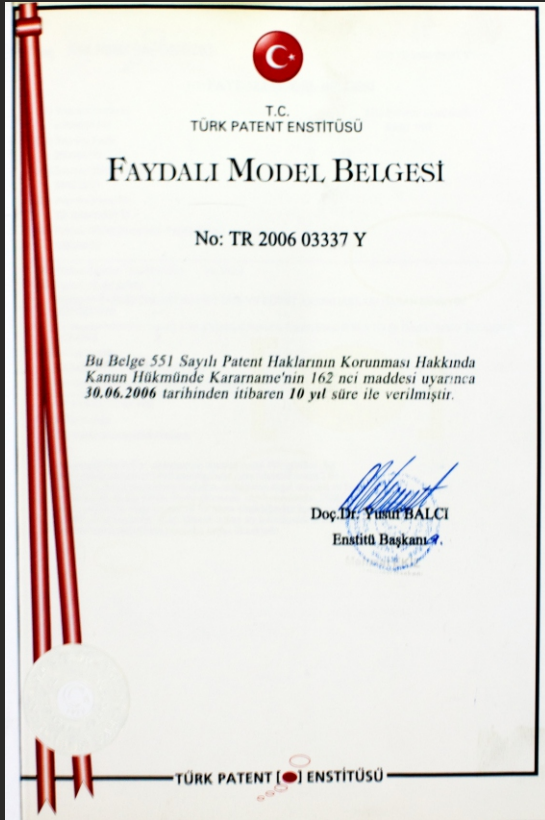 T.C.
TÜRK PATENT ENSTİTÜSÜ
FAYDALI MODEL BELGESİ
No: TR 2006 03337 Y
Bu Belge 551 Sayılı Patent Haklarının Korunması Hakkında
Kanun Hükmünde Kararname'nin 162 nci maddesi uyarınca
30.06.2006 tarihinden itibaren 10 yıl süre ile verilmiştir.
Doç.Dr. Yusuf BALCI
Enstitü Başkanı
TÜRK PATENT [●] ENSTİTÜSÜ